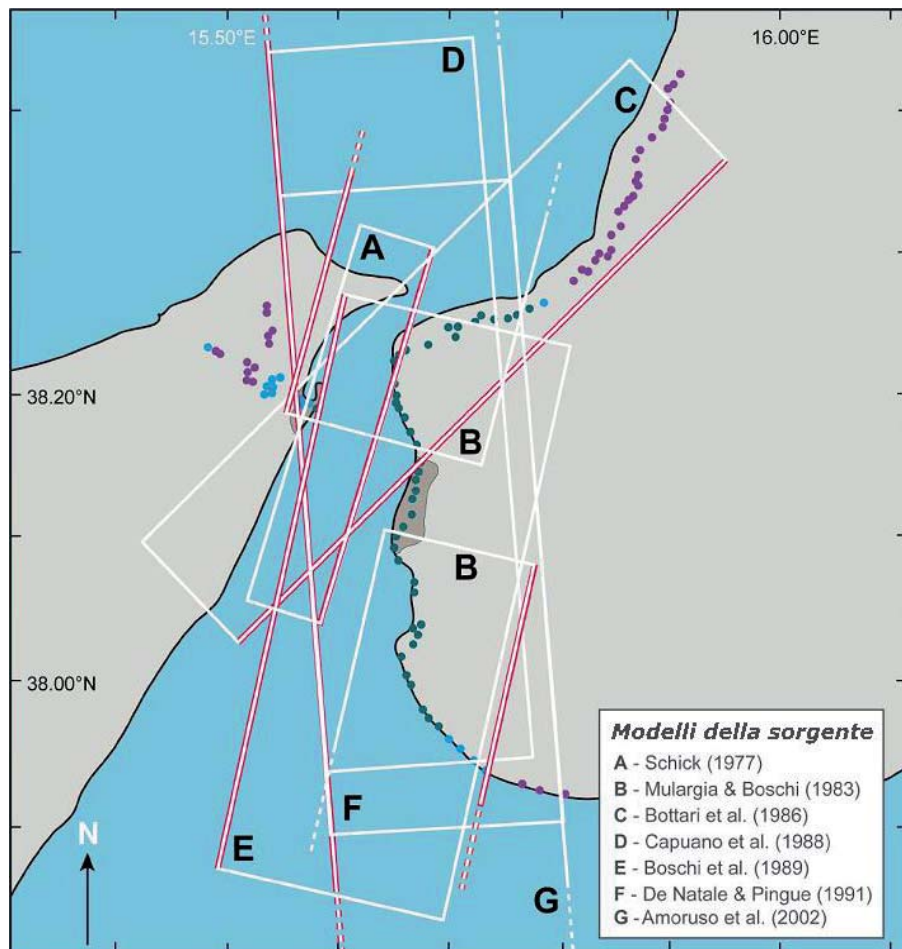 15.50°E
16.00°E
D
C
A
38.20°N
B
B
38.00°N
Modelli della sorgente
A - Schick (1977)
B - Mulargia & Boschi (1983)
C - Bottari et al. (1986)
D - Capuano et al. (1988)
E - Boschi et al. (1989)
F - De Natale & Pingue (1991)
G - Amoruso et al. (2002)
F
E
N
G